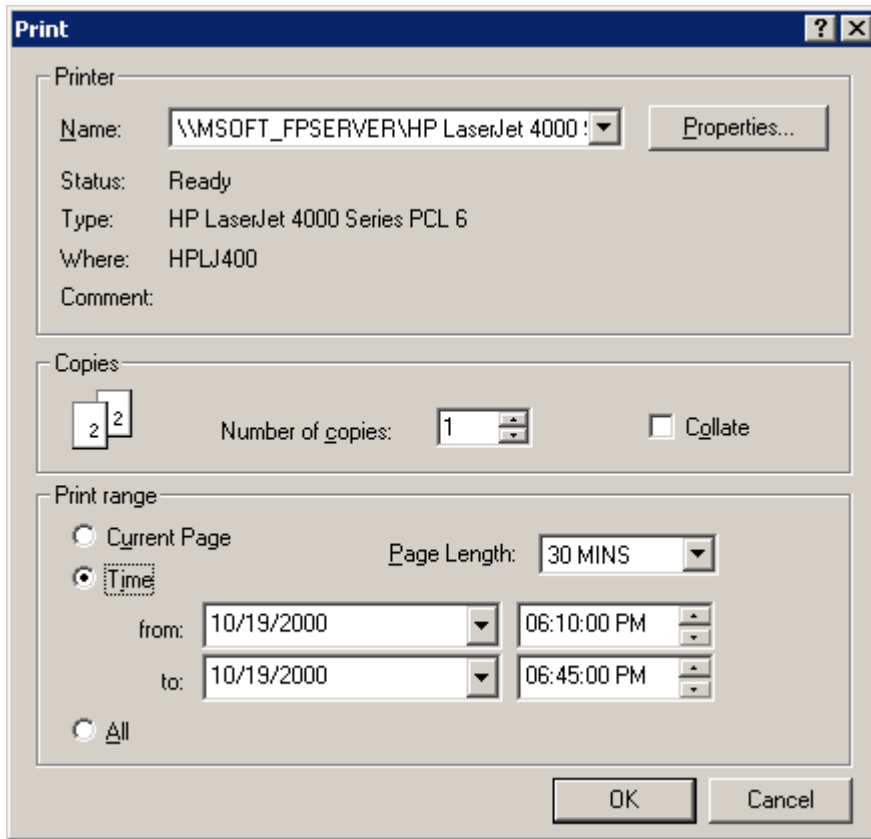 Print
Printer
Name: \\MSOFT_FPSERVER\HP LaserJet 4000 Properties...
Status: Ready
Type: HP LaserJet 4000 Series PCL 6
Where: HPLJ400
Comment:
Copies
2 2
Number of copies: 1 Collate
Print range
Current Page
Page Length: 30 MINS
Time
from: 10/19/2000 06:10:00 PM
to: 10/19/2000 06:45:00 PM
All
OK Cancel